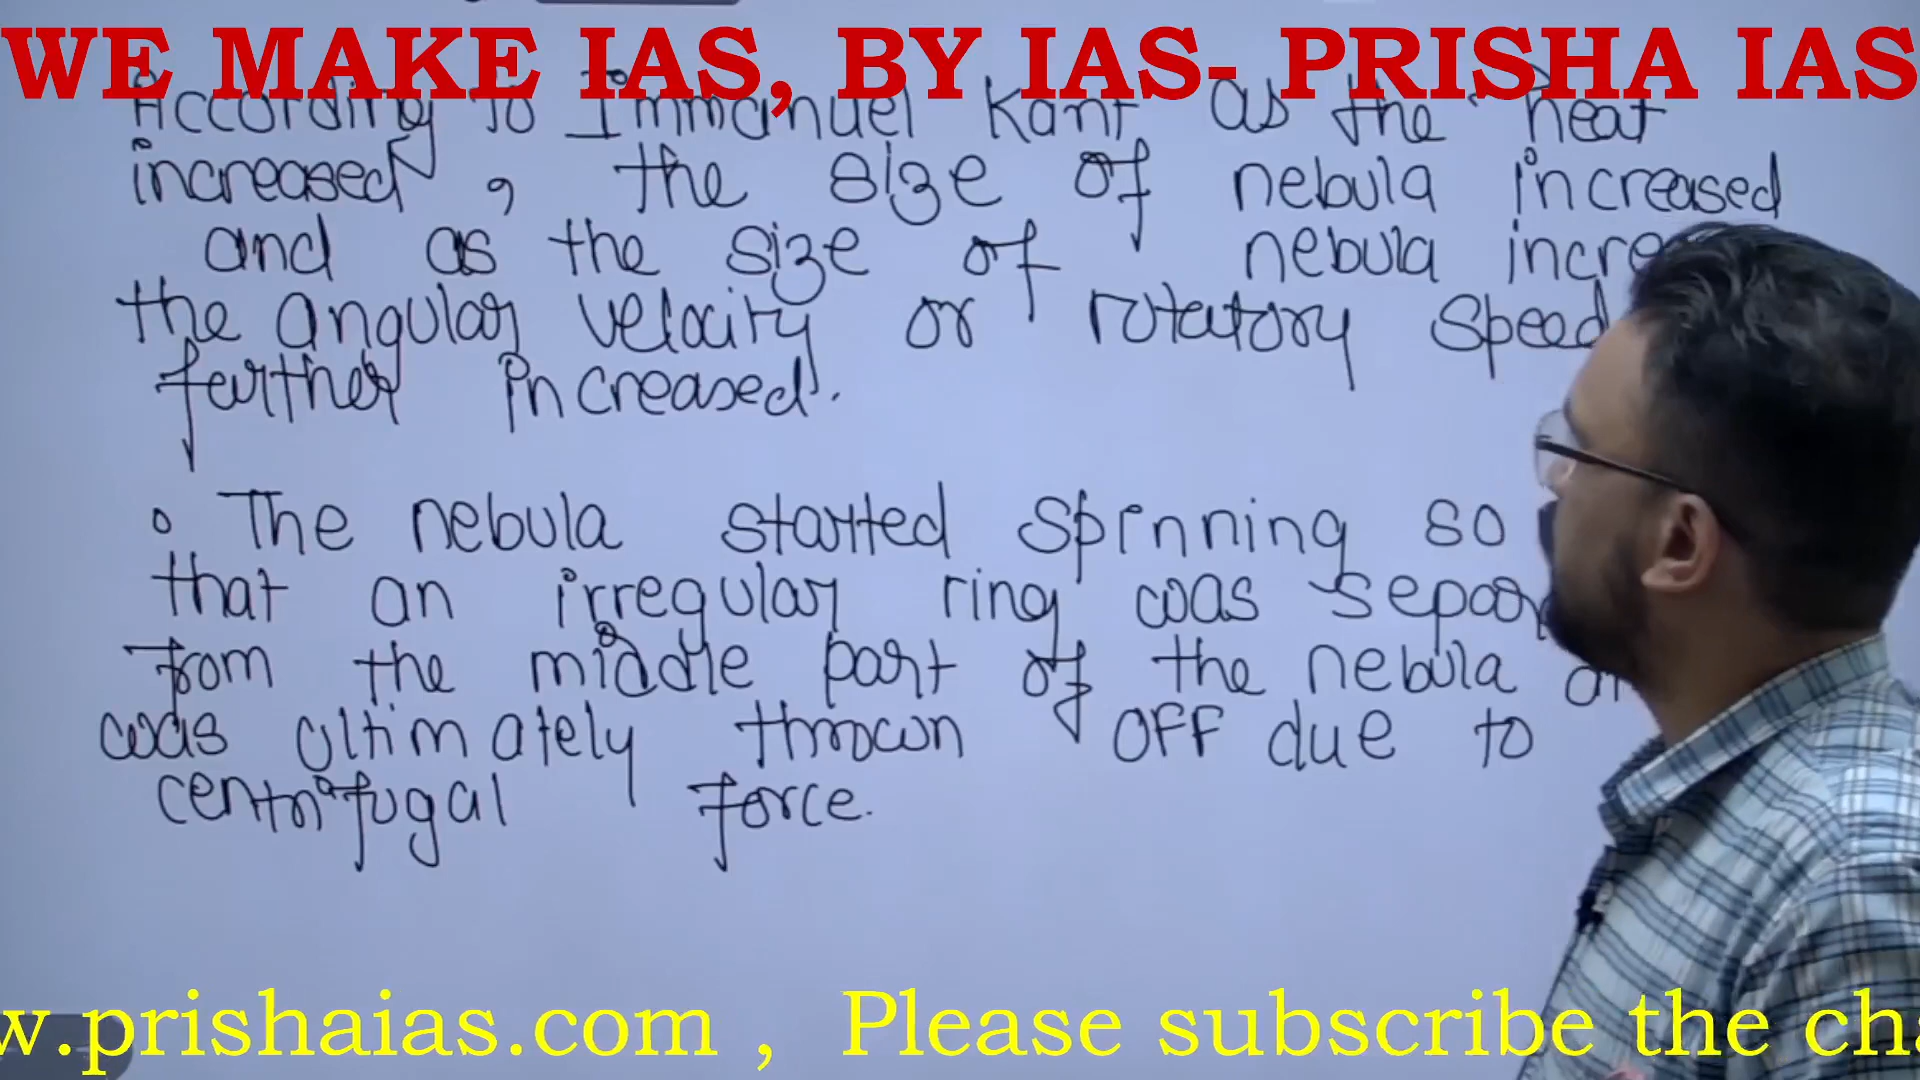 WE MAKE IAS, BY IAS- PRISHA IAS
According to Immanuel Kant as the heat
increased , the size of nebula increased
and as the size of nebula
the angular velocity or rotatory speed
further increased.
The nebula started spinning so
that an irregular ring was
from the middle part of the nebula
was ultimately thrown off due to
centrifugal force.
w.prishaias.com , Please subscribe the